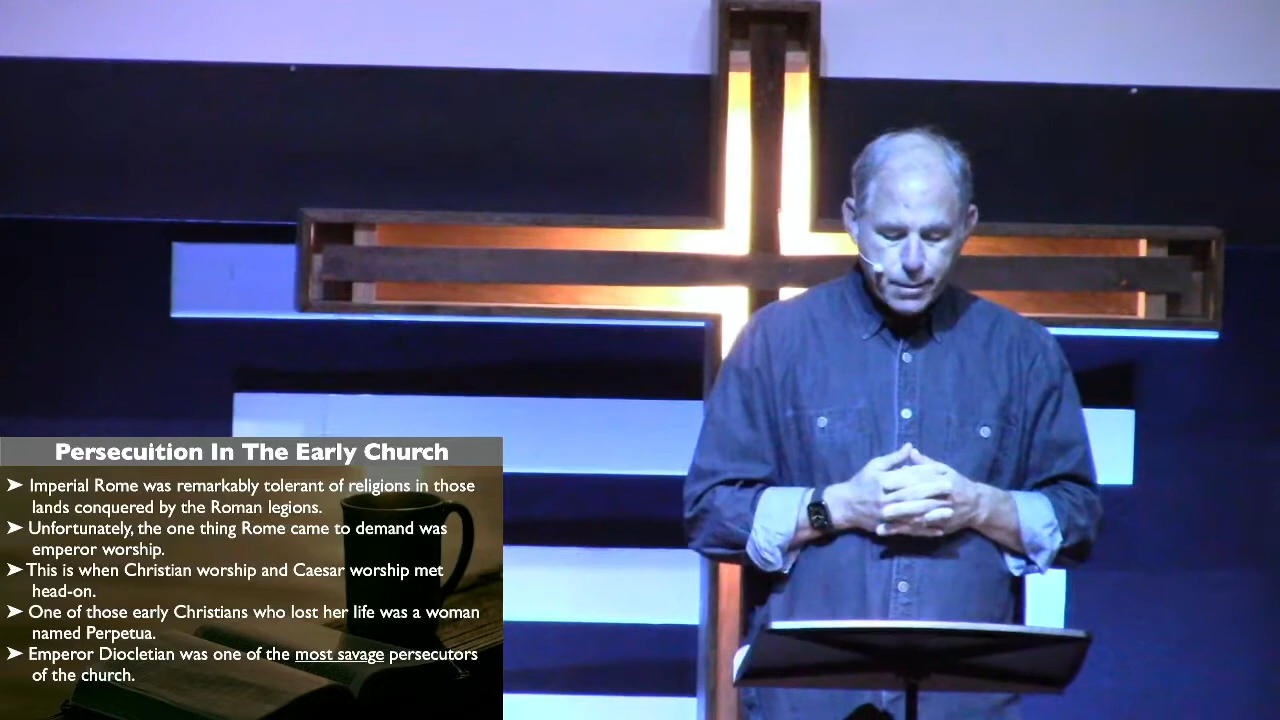 Persecuition In The Early Church
➤ Imperial Rome was remarkably tolerant of religions in those
lands conquered by the Roman legions.
➤ Unfortunately, the one thing Rome came to demand was
emperor worship.
➤ This is when Christian worship and Caesar worship met
head-on.
➤ One of those early Christians who lost her life was a woman
named Perpetua.
➤ Emperor Diocletian was one of the most savage persecutors
of the church.